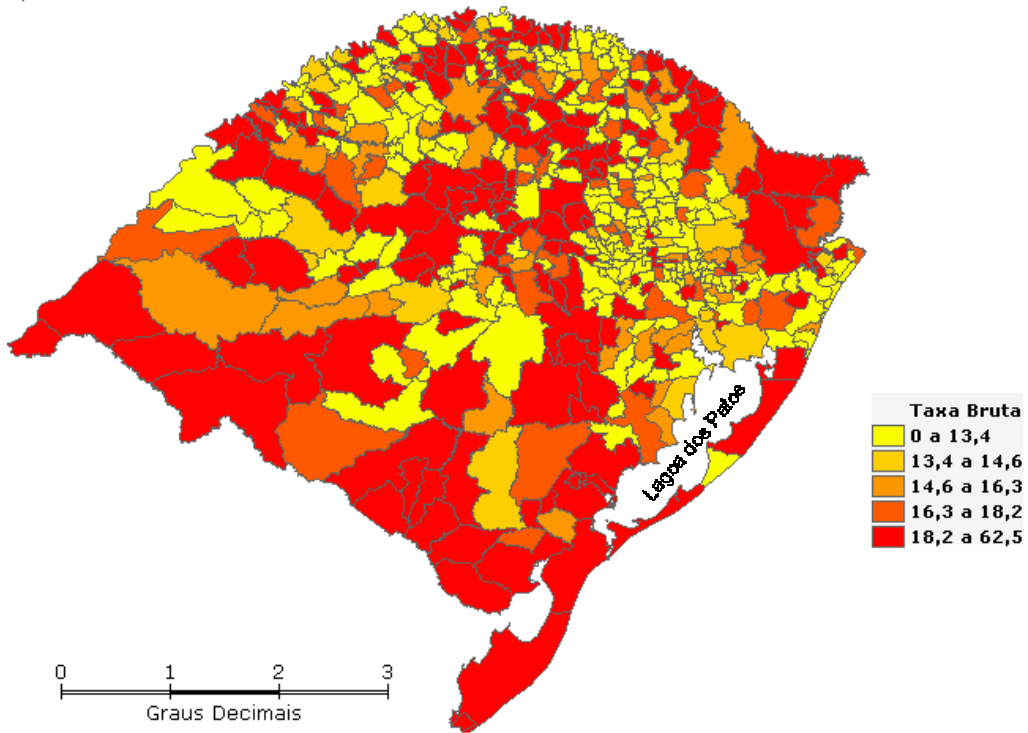 Lagoa dos Patos
Taxa Bruta
0 a 13,4
13,4 a 14,6
14,6 a 16,3
16,3 a 18,2
18,2 a 62,5
0 1 2 3
Graus Decimais